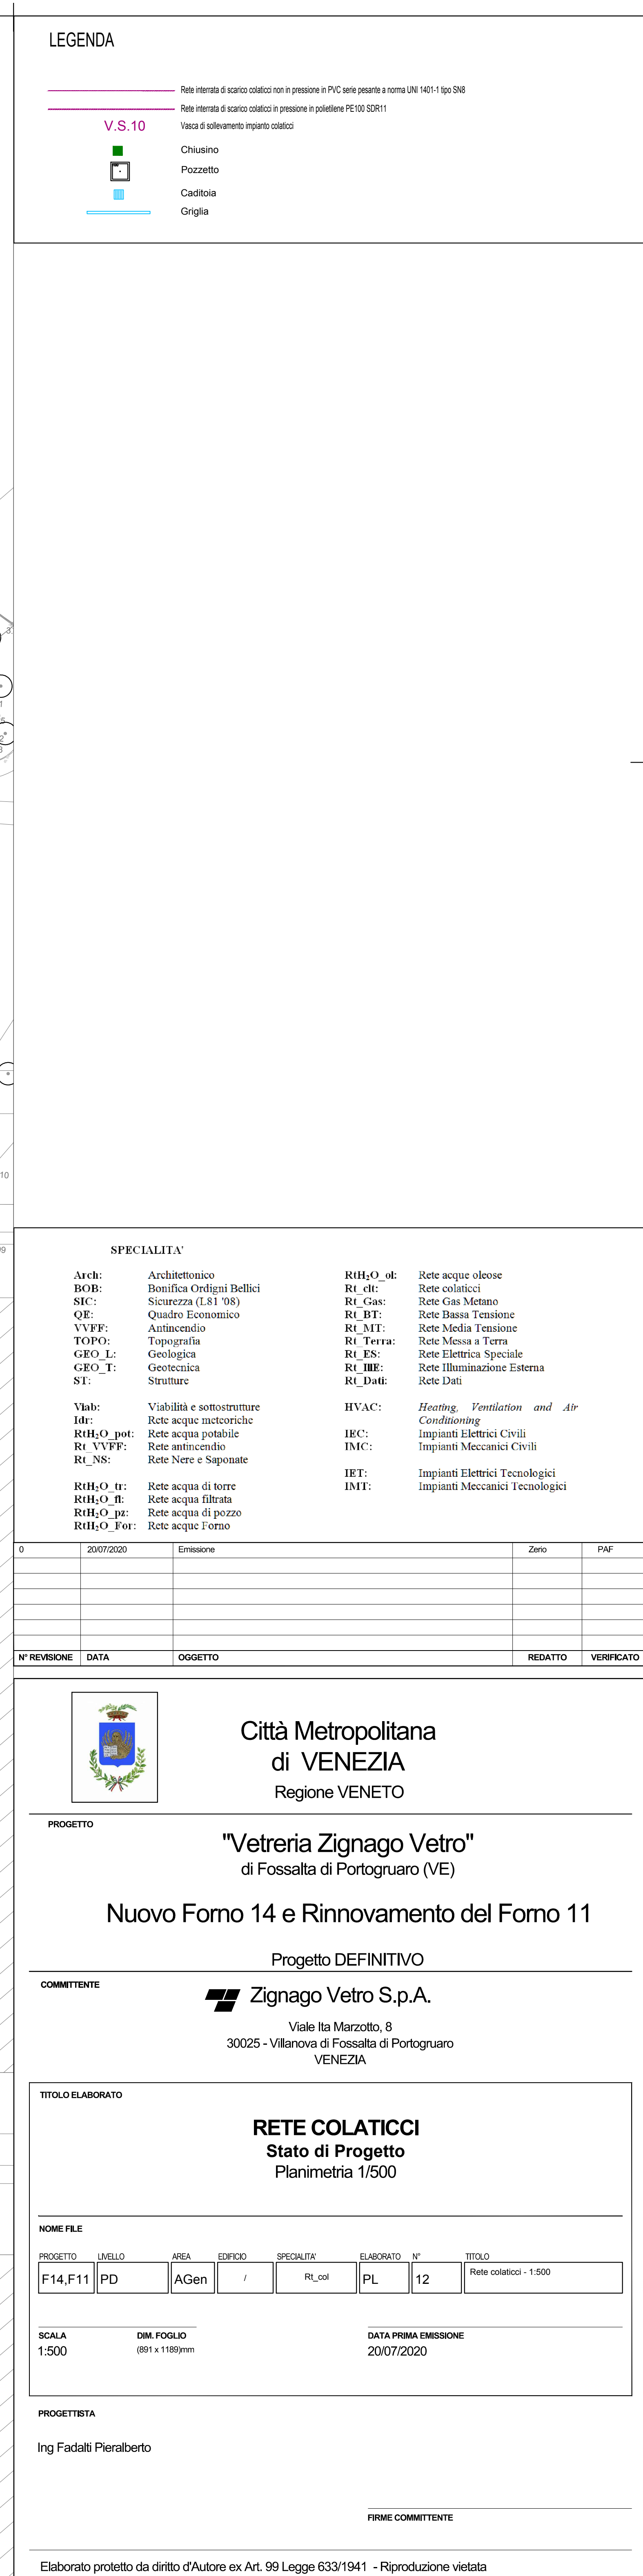 LEGENDA
Rete interrata di scarico colaticci non in pressione in PVC serie pesante a norma UNI 1401-1 tipo SN8
Rete interrata di scarico colaticci in pressione in polietilene PE100 SDR11
V.S.10 Vasca di sollevamento impianto colaticci
Chiusino
Pozzetto
Caditoia
Griglia
3.
1
2
3
10
99
SPECIALITA'
Arch: Architettonico
BOB: Bonifica Ordigni Bellici
SIC: Sicurezza (L81 '08)
QE: Quadro Economico
VVFF: Antincendio
TOPO: Topografia
GEO_L: Geologica
GEO_T: Geotecnica
ST: Strutture
Viab: Viabilità e sottostrutture
Idr: Rete acque meteoriche
RtH₂O_pot: Rete acqua potabile
Rt_VVFF: Rete antincendio
Rt_NS: Rete Nere e Saponate
RtH₂O_tr: Rete acqua di torre
RtH₂O_fl: Rete acqua filtrata
RtH₂O_pz: Rete acqua di pozzo
RtH₂O_For: Rete acque Forno
RtH₂O_ol: Rete acque oleose
Rt_clt: Rete colaticci
Rt_Gas: Rete Gas Metano
Rt_BT: Rete Bassa Tensione
Rt_MT: Rete Media Tensione
Rt_Terra: Rete Messa a Terra
Rt_ES: Rete Elettrica Speciale
Rt_IllE: Rete Illuminazione Esterna
Rt_Dati: Rete Dati
HVAC: Heating, Ventilation and Air
Conditioning
IEC: Impianti Elettrici Civili
IMC: Impianti Meccanici Civili
IET: Impianti Elettrici Tecnologici
IMT: Impianti Meccanici Tecnologici
0 20/07/2020 Emissione Zerio PAF
N° REVISIONE DATA OGGETTO REDATTO VERIFICATO
Città Metropolitana
di VENEZIA
Regione VENETO
PROGETTO
"Vetreria Zignago Vetro"
di Fossalta di Portogruaro (VE)
Nuovo Forno 14 e Rinnovamento del Forno 11
Progetto DEFINITIVO
COMMITTENTE
Zignago Vetro S.p.A.
Viale Ita Marzotto, 8
30025 - Villanova di Fossalta di Portogruaro
VENEZIA
TITOLO ELABORATO
RETE COLATICCI
Stato di Progetto
Planimetria 1/500
NOME FILE
PROGETTO LIVELLO AREA EDIFICIO SPECIALITA' ELABORATO N° TITOLO
F14,F11 PD AGen / Rt_col PL 12 Rete colaticci - 1:500
SCALA DIM. FOGLIO DATA PRIMA EMISSIONE
1:500 (891 x 1189)mm 20/07/2020
PROGETTISTA
Ing Fadalti Pieralberto
FIRME COMMITTENTE
Elaborato protetto da diritto d'Autore ex Art. 99 Legge 633/1941 - Riproduzione vietata